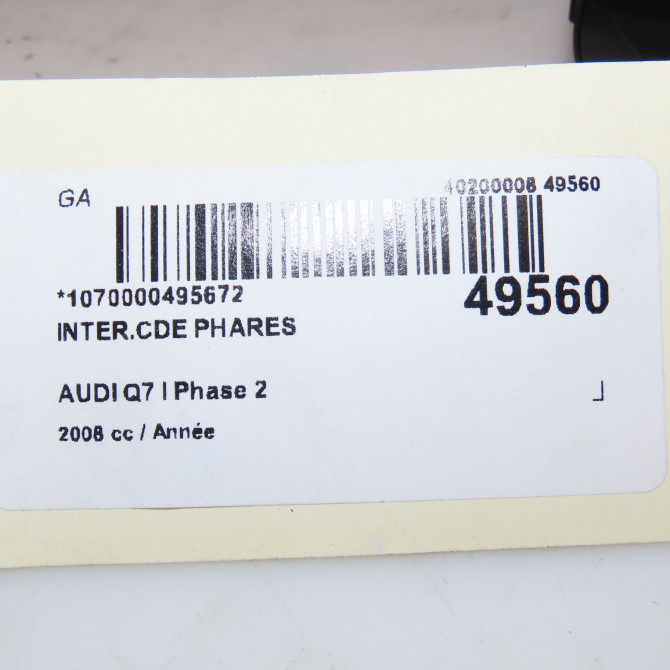 GA
40200008 49560
*1070000495672
49560
INTER.CDE PHARES
AUDI Q7 I Phase 2
2008 cc / Année